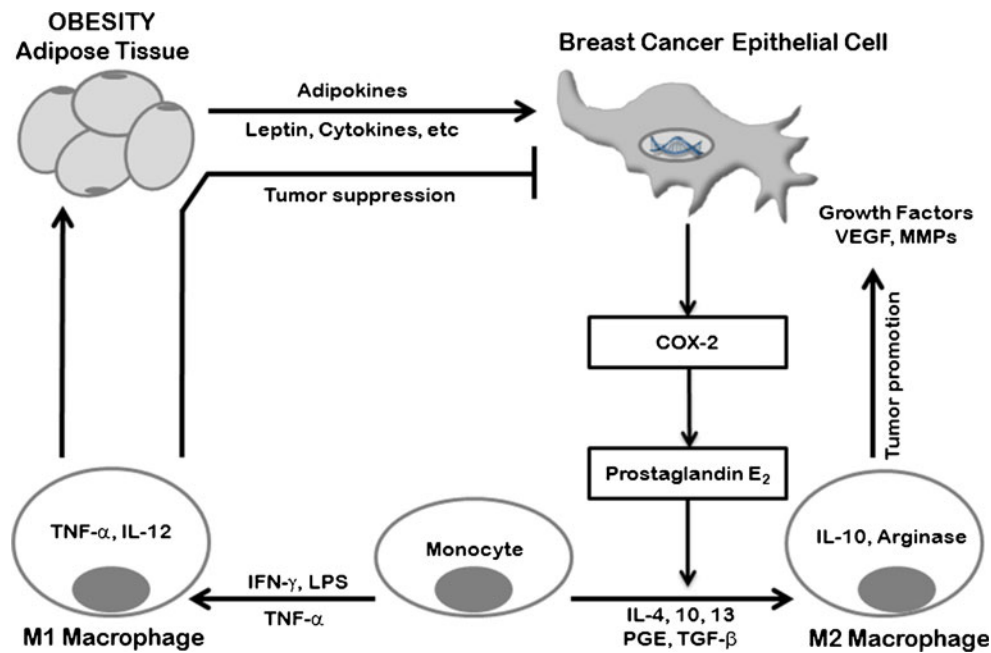 OBESITY
Adipose Tissue
Breast Cancer Epithelial Cell
Adipokines
Leptin, Cytokines, etc
Tumor suppression
Growth Factors
VEGF, MMPs
Tumor promotion
COX-2
Prostaglandin E₂
TNF-α, IL-12
Monocyte
IL-10, Arginase
IFN-γ, LPS
TNF-α
IL-4, 10, 13
PGE, TGF-β
M1 Macrophage
M2 Macrophage